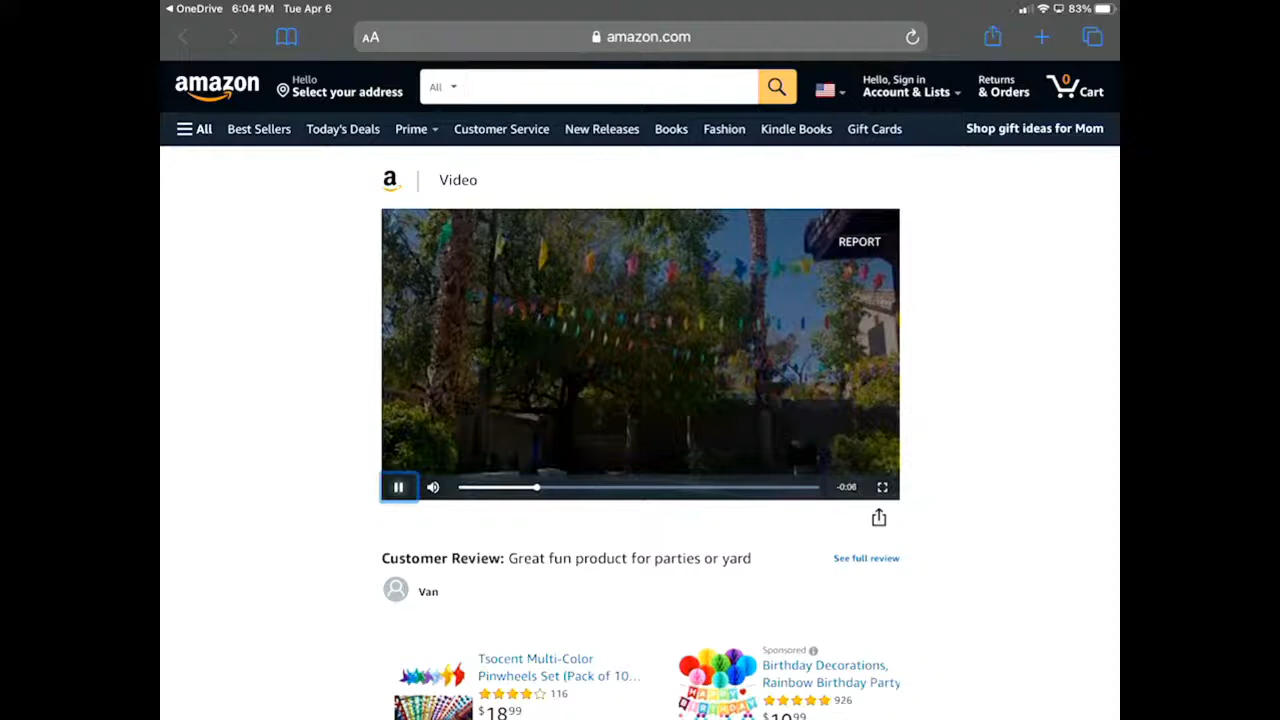 OneDrive 6:04 PM Tue Apr 6 83%
AA amazon.com
amazon Hello Select your address All Hello, Sign in Account & Lists Returns & Orders 0 Cart
All Best Sellers Today's Deals Prime Customer Service New Releases Books Fashion Kindle Books Gift Cards Shop gift ideas for Mom
a Video
REPORT
-0:06
Customer Review: Great fun product for parties or yard See full review
Van
Tsocent Multi-Color
Pinwheels Set (Pack of 10...
116
$18.99
Sponsored
Birthday Decorations,
Rainbow Birthday Party
926